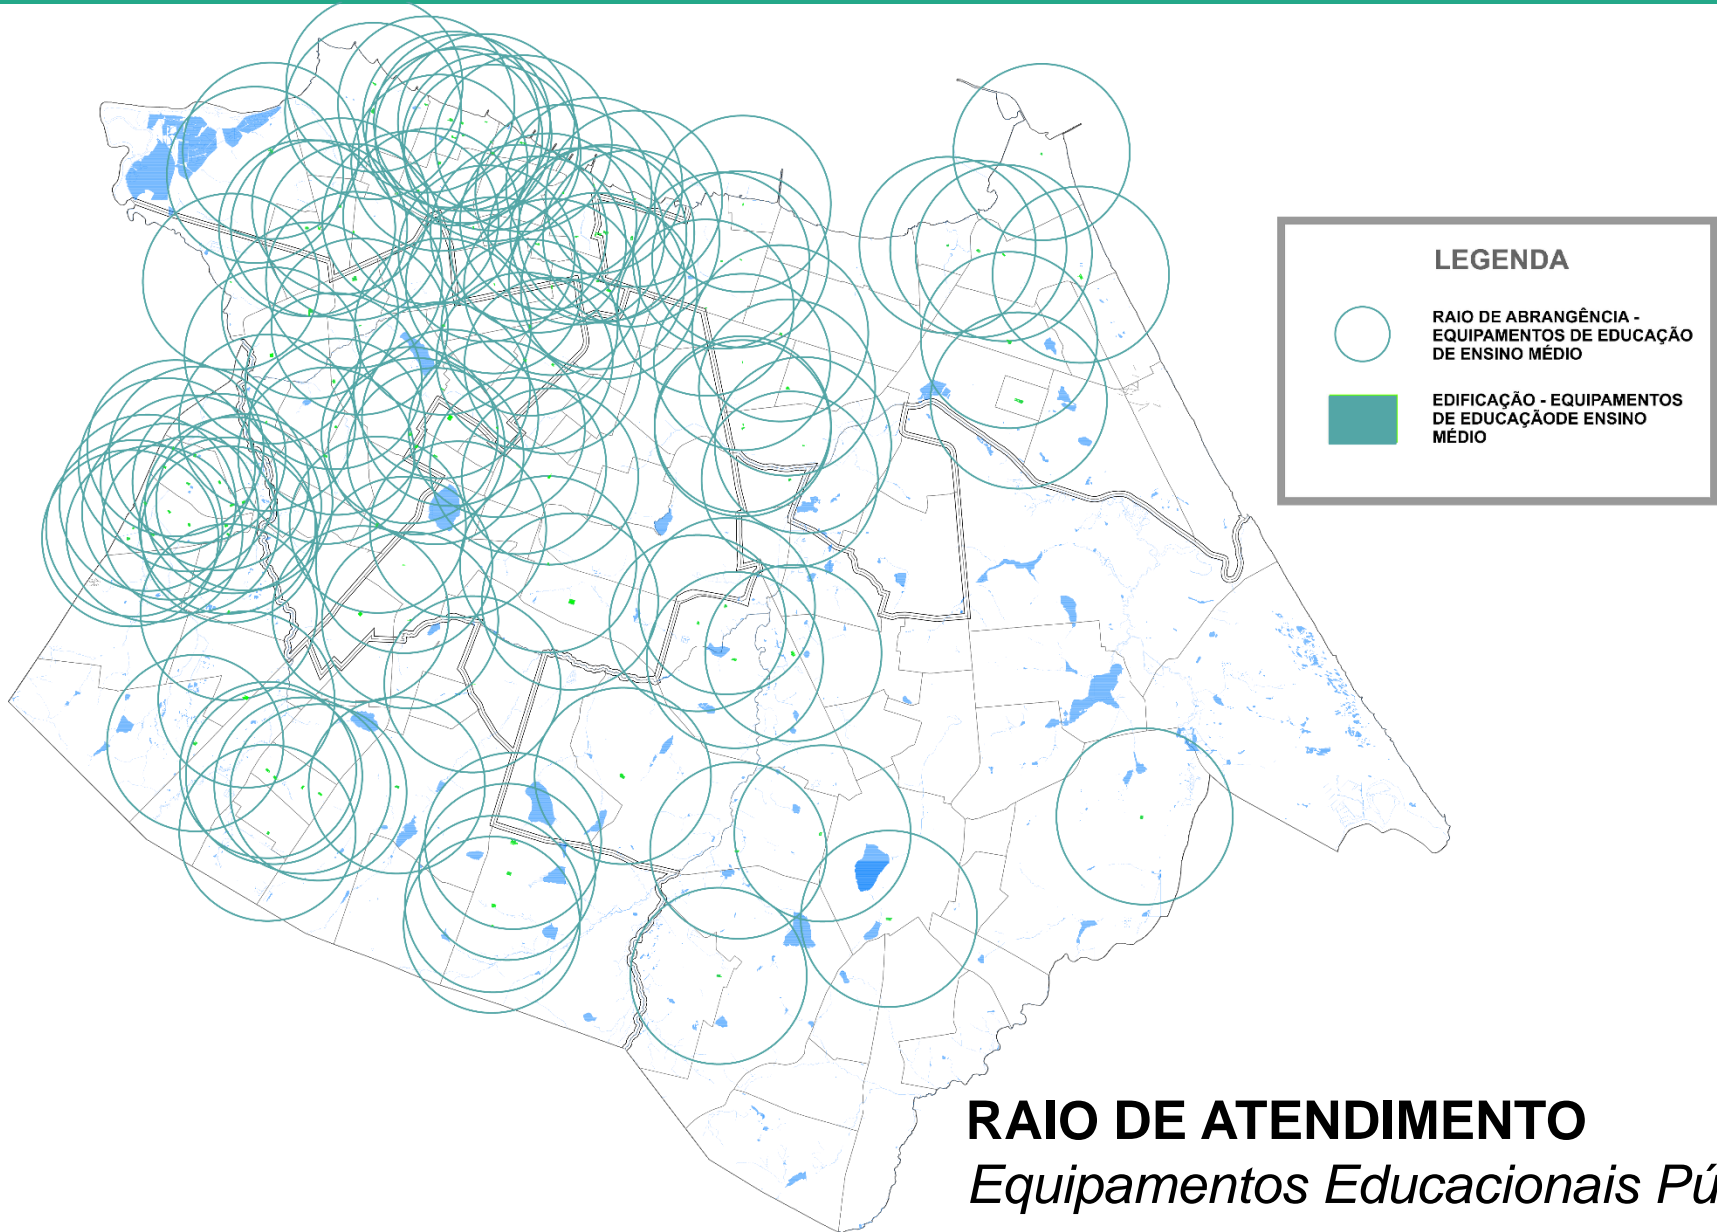 LEGENDA
RAIO DE ABRANGÊNCIA -
EQUIPAMENTOS DE EDUCAÇÃO
DE ENSINO MÉDIO
EDIFICAÇÃO - EQUIPAMENTOS
DE EDUCAÇÃODE ENSINO
MÉDIO
RAIO DE ATENDIMENTO
Equipamentos Educacionais Pú